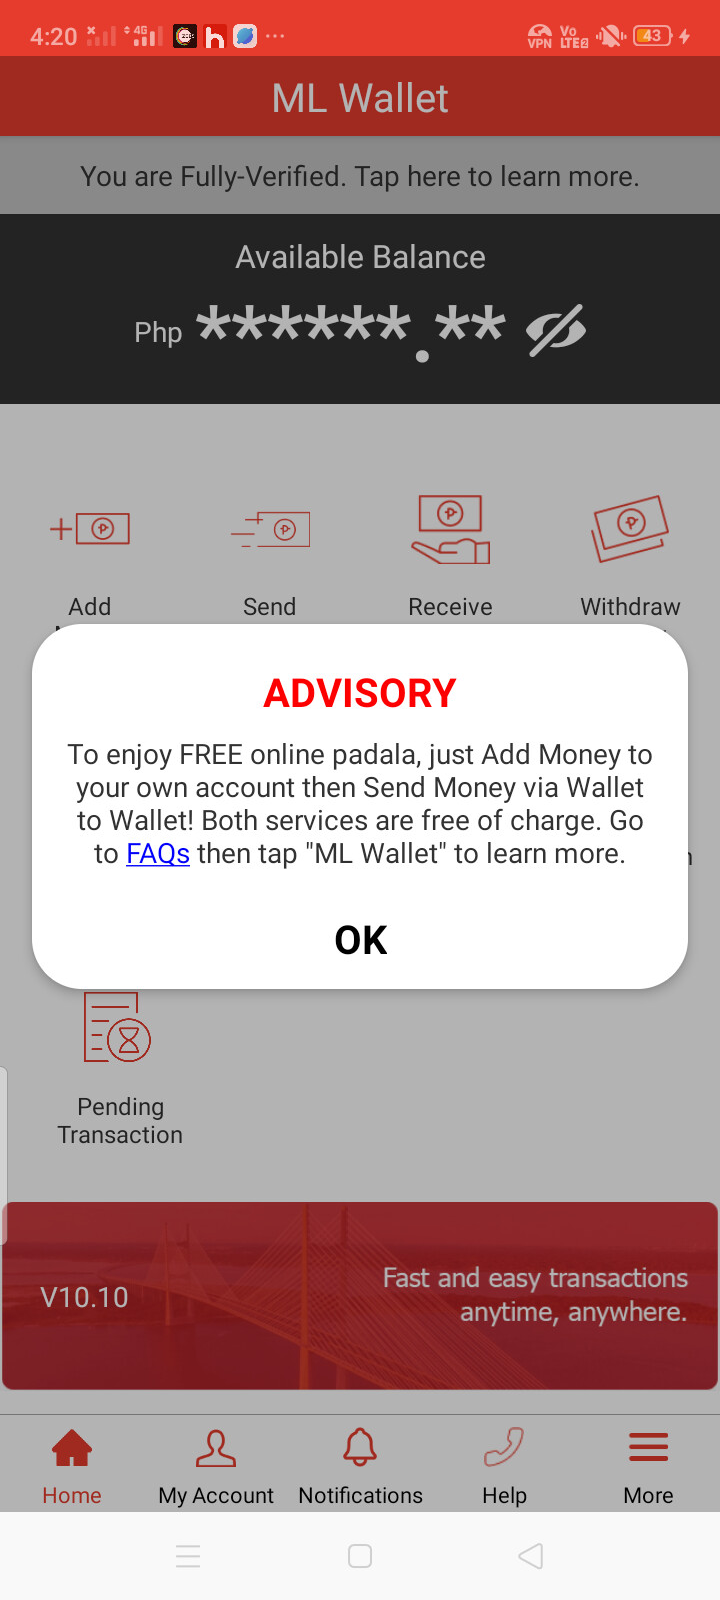 4:20 4G VPN Vo LTE2 43
ML Wallet
You are Fully-Verified. Tap here to learn more.
Available Balance
Php ******.**
Add Send Receive Withdraw
ADVISORY
To enjoy FREE online padala, just Add Money to
your own account then Send Money via Wallet
to Wallet! Both services are free of charge. Go
to FAQs then tap "ML Wallet" to learn more.
OK
Pending
Transaction
V10.10
Fast and easy transactions
anytime, anywhere.
Home My Account Notifications Help More